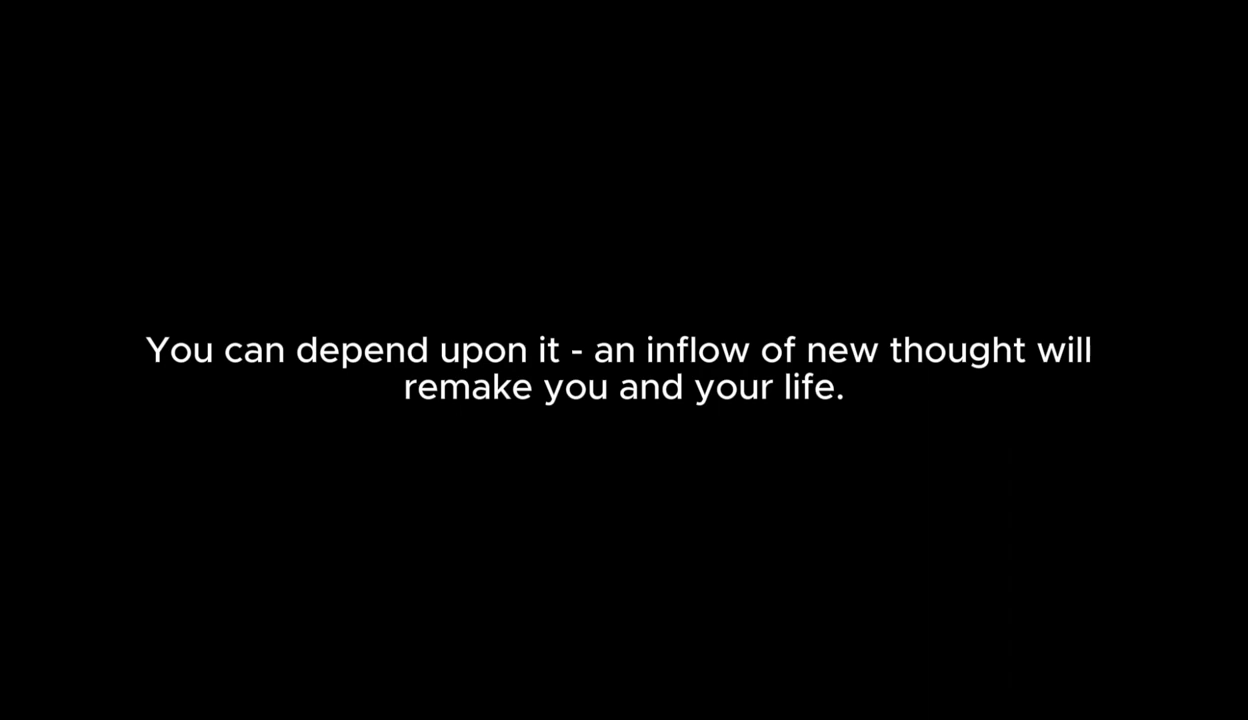 You can depend upon it - an inflow of new thought will
remake you and your life.